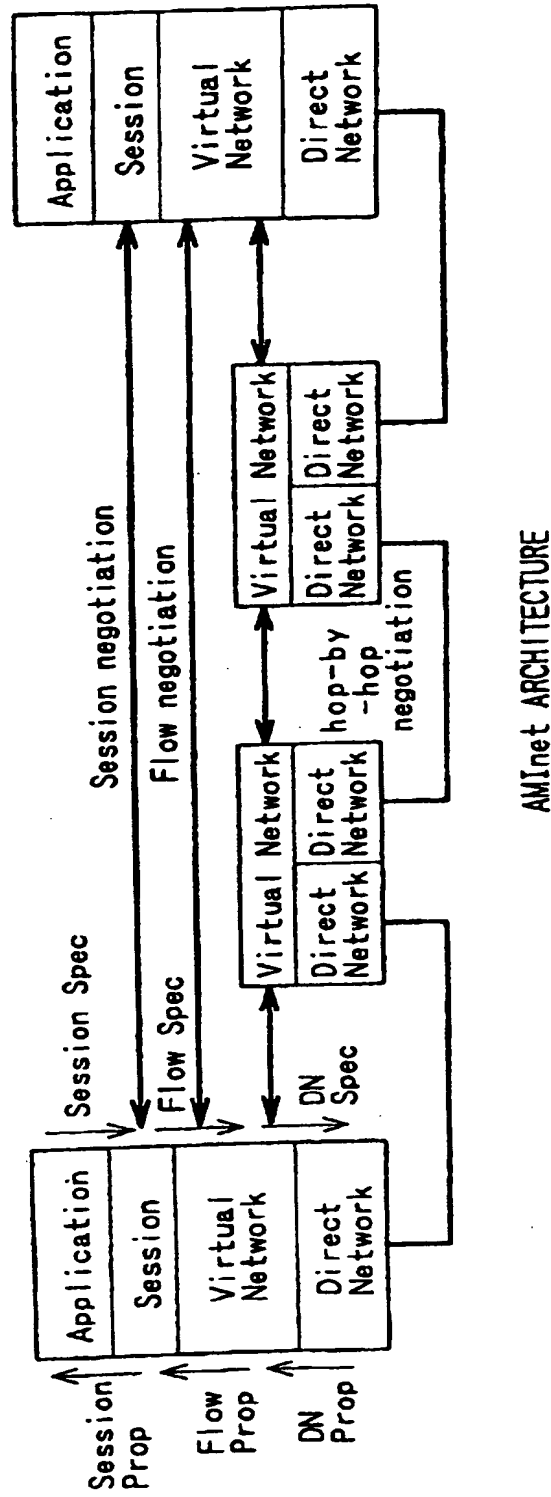 Session
Prop
Flow
Prop
DN
Prop
Application
Session
Virtual
Network
Direct
Network
Session Spec
Flow Spec
DN
Spec
Session negotiation
Flow negotiation
Virtual Network
Direct
Network
Direct
Network
hop-by
-hop
negotiation
Virtual Network
Direct
Network
Direct
Network
Application
Session
Virtual
Network
Direct
Network
AMInet ARCHITECTURE